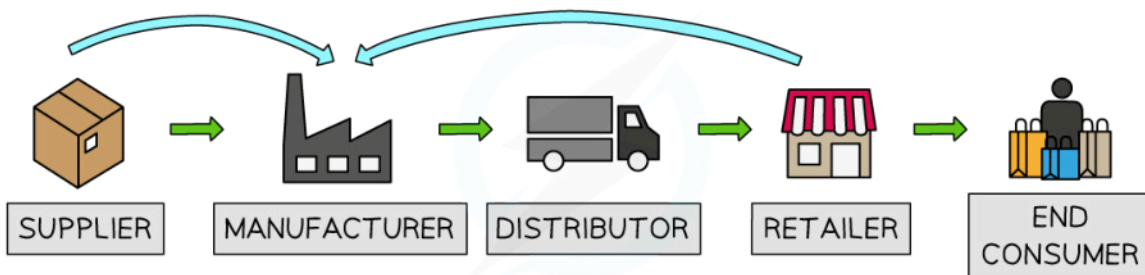 SUPPLIER
MANUFACTURER
DISTRIBUTOR
RETAILER
END
CONSUMER